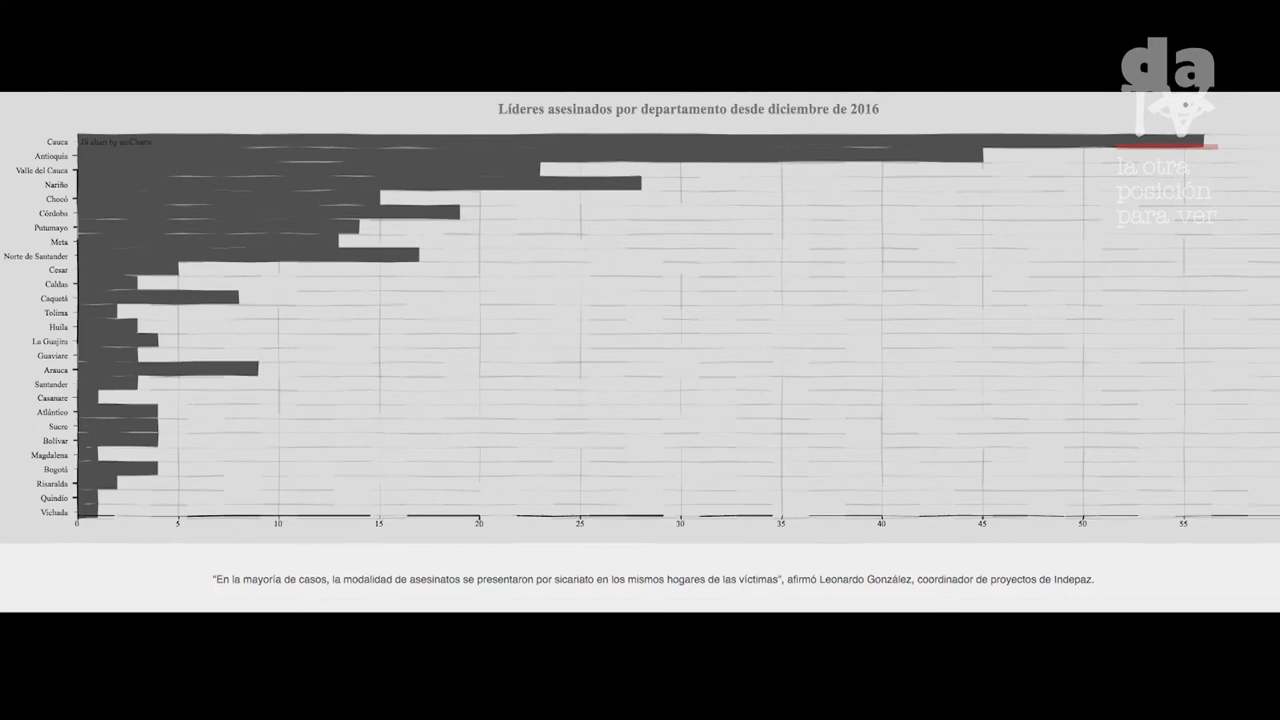 da
la otra
posición
para ver
Líderes asesinados por departamento desde diciembre de 2016
JS chart by amCharts
Cauca
Antioquia
Valle del Cauca
Nariño
Chocó
Córdoba
Putumayo
Meta
Norte de Santander
Cesar
Caldas
Caquetá
Tolima
Huila
La Guajira
Guaviare
Arauca
Santander
Casanare
Atlántico
Sucre
Bolívar
Magdalena
Bogotá
Risaralda
Quindío
Vichada
0 5 10 15 20 25 30 35 40 45 50 55
"En la mayoría de casos, la modalidad de asesinatos se presentaron por sicariato en los mismos hogares de las víctimas", afirmó Leonardo González, coordinador de proyectos de Indepaz.